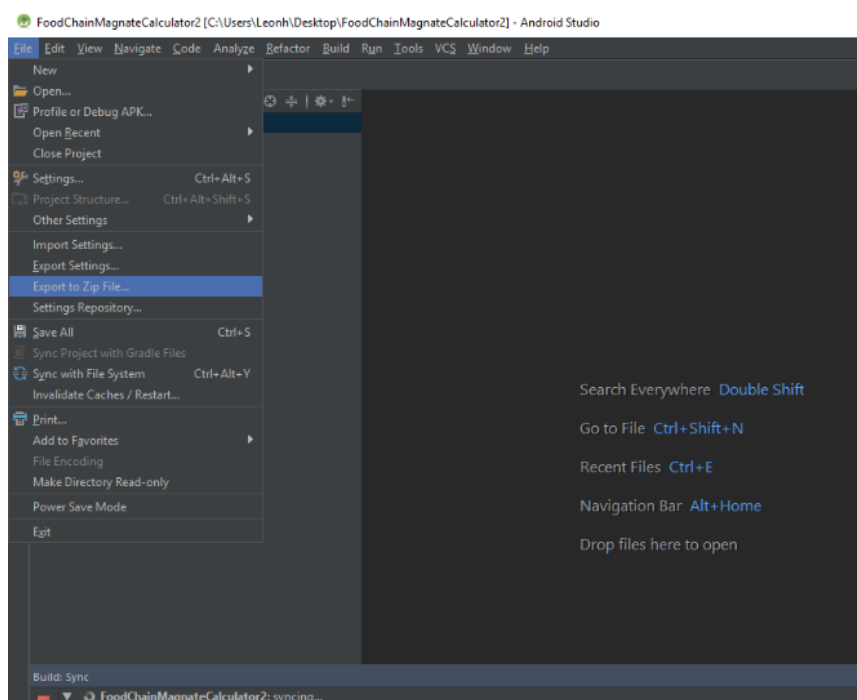 FoodChainMagnateCalculator2 [C:\Users\Leonh\Desktop\FoodChainMagnateCalculator2] - Android Studio
File Edit View Navigate Code Analyze Refactor Build Run Tools VCS Window Help
New
Open...
Profile or Debug APK...
Open Recent
Close Project
Settings... Ctrl+Alt+S
Project Structure... Ctrl+Alt+Shift+S
Other Settings
Import Settings...
Export Settings...
Export to Zip File...
Settings Repository...
Save All Ctrl+S
Sync Project with Gradle Files
Sync with File System Ctrl+Alt+Y
Invalidate Caches / Restart...
Print...
Add to Favorites
File Encoding
Make Directory Read-only
Power Save Mode
Exit
Search Everywhere Double Shift
Go to File Ctrl+Shift+N
Recent Files Ctrl+E
Navigation Bar Alt+Home
Drop files here to open
Build: Sync
FoodChainMagnateCalculator2: syncing...